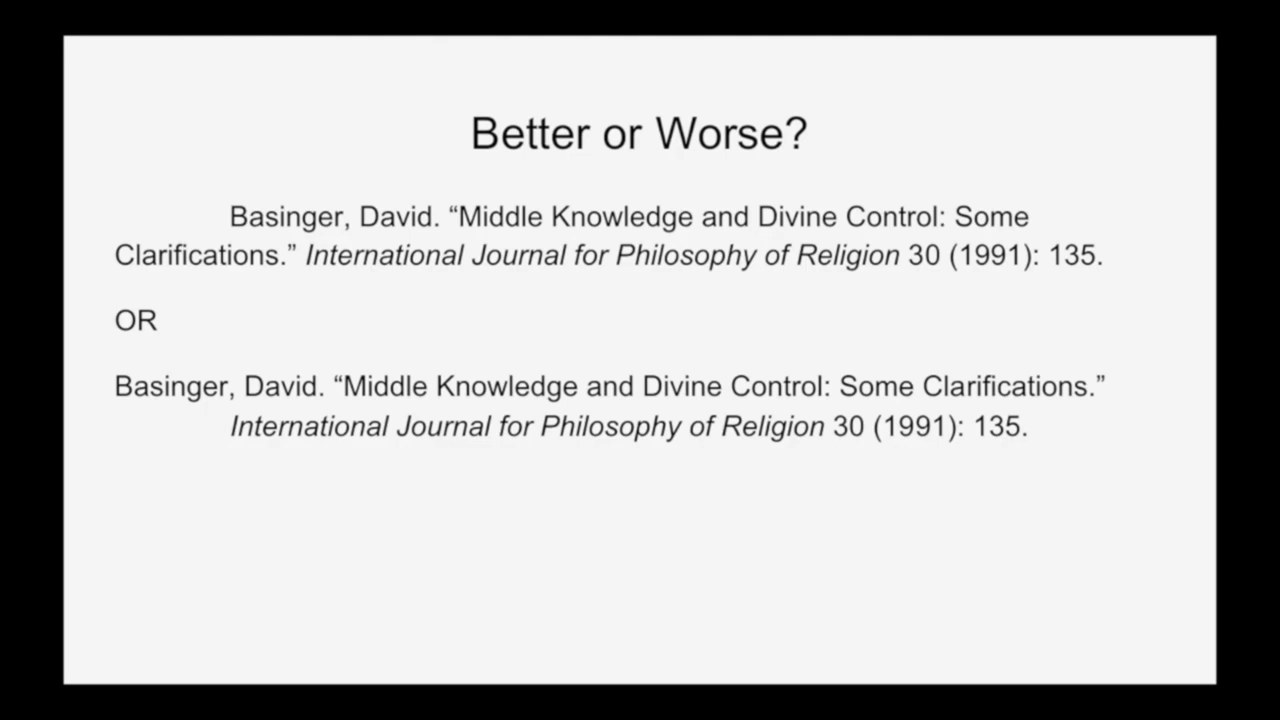 Better or Worse?
Basinger, David. “Middle Knowledge and Divine Control: Some
Clarifications.” International Journal for Philosophy of Religion 30 (1991): 135.
OR
Basinger, David. “Middle Knowledge and Divine Control: Some Clarifications.”
International Journal for Philosophy of Religion 30 (1991): 135.